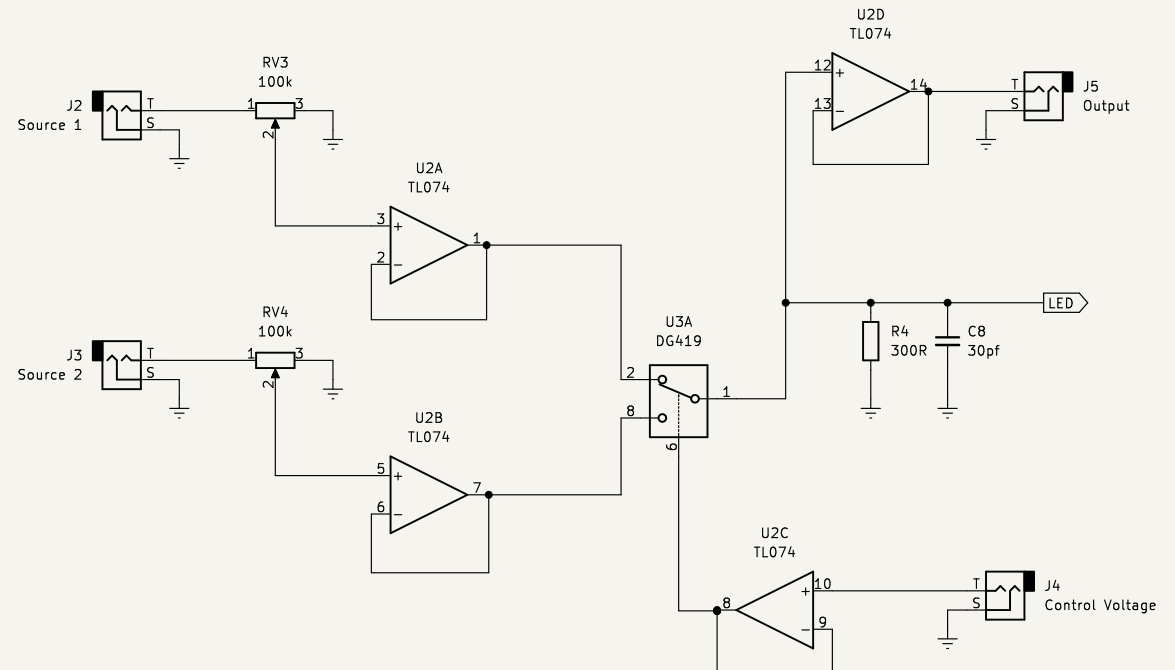 U2D
TL074
12
+
13
−
14
T
S
J5
Output
RV3
100k
J2
Source 1
T
S
1
3
2
U2A
TL074
3
+
2
−
1
RV4
100k
J3
Source 2
T
S
1
3
2
U2B
TL074
5
+
6
−
7
U3A
DG419
2
8
1
6
R4
300R
C8
30pf
LED
U2C
TL074
10
+
9
−
8
T
S
J4
Control Voltage